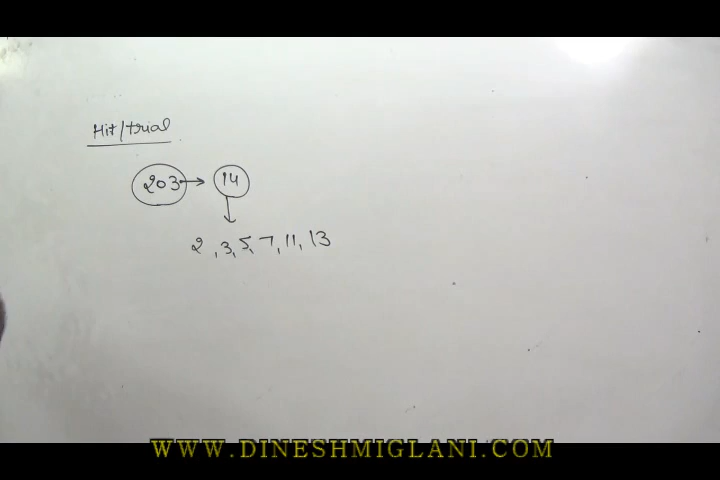 Hit/trial
203 → 14
2, 3, 5, 7, 11, 13
WWW.DINESHMIGLANI.COM